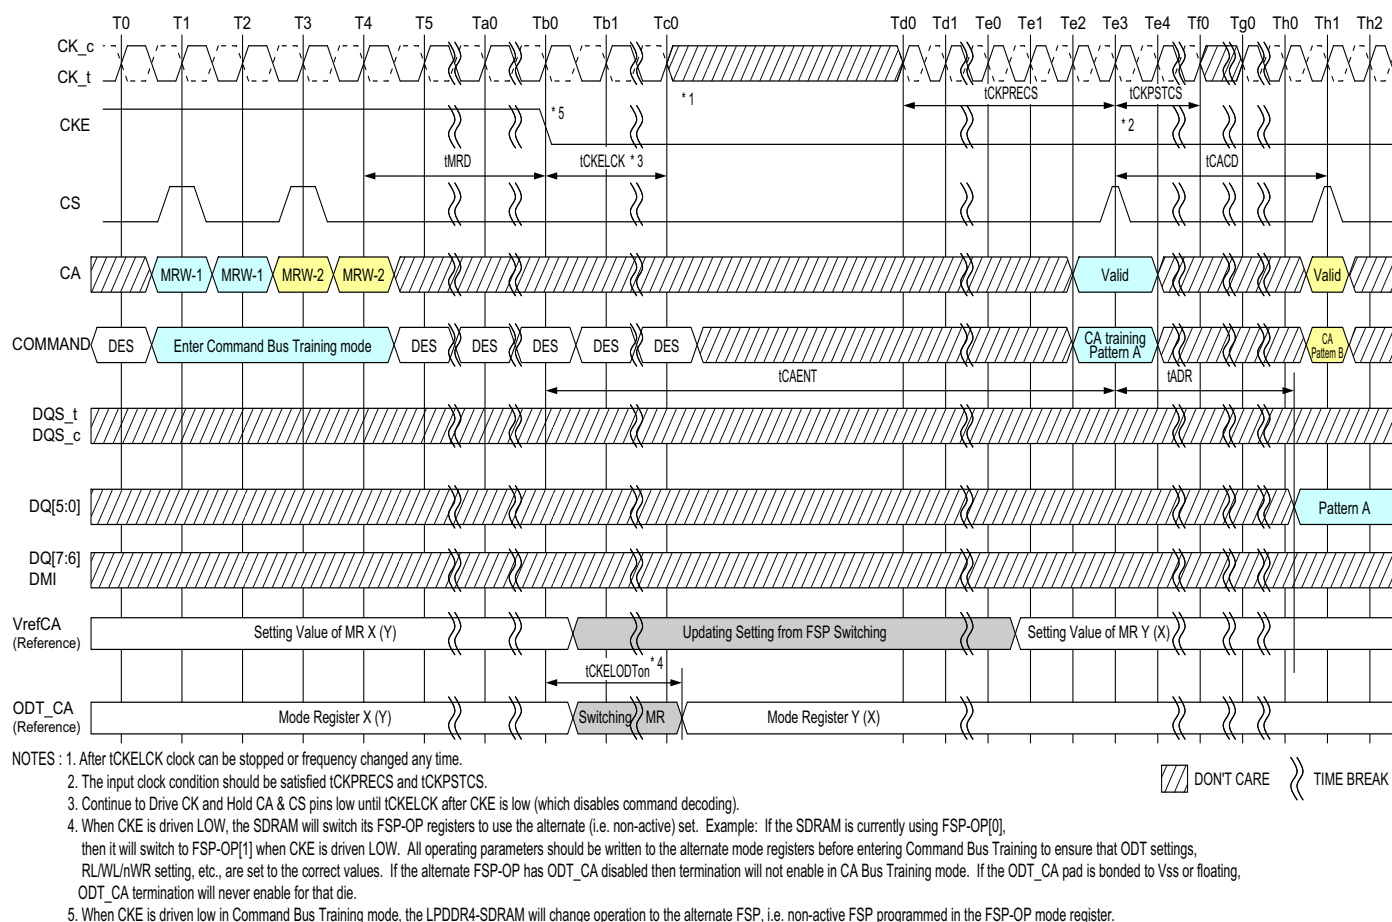 T0 T1 T2 T3 T4 T5 Ta0 Tb0 Tb1 Tc0 Td0 Td1 Te0 Te1 Te2 Te3 Te4 Tf0 Tg0 Th0 Th1 Th2
CK_c
CK_t
* 1
tCKPRECS tCKPSTCS
* 5
* 2
CKE
tMRD tCKELCK * 3 tCACD
CS
CA MRW-1 MRW-1 MRW-2 MRW-2 Valid Valid
COMMAND DES Enter Command Bus Training mode DES DES DES DES DES CA training Pattern A CA Pattern B
tCAENT tADR
DQS_t
DQS_c
DQ[5:0] Pattern A
DQ[7:6]
DMI
VrefCA
(Reference)
Setting Value of MR X (Y) Updating Setting from FSP Switching Setting Value of MR Y (X)
tCKELODTon * 4
ODT_CA
(Reference)
Mode Register X (Y) Switching MR Mode Register Y (X)
NOTES : 1. After tCKELCK clock can be stopped or frequency changed any time.
2. The input clock condition should be satisfied tCKPRECS and tCKPSTCS.
3. Continue to Drive CK and Hold CA & CS pins low until tCKELCK after CKE is low (which disables command decoding).
4. When CKE is driven LOW, the SDRAM will switch its FSP-OP registers to use the alternate (i.e. non-active) set. Example: If the SDRAM is currently using FSP-OP[0],
then it will switch to FSP-OP[1] when CKE is driven LOW. All operating parameters should be written to the alternate mode registers before entering Command Bus Training to ensure that ODT settings,
RL/WL/nWR setting, etc., are set to the correct values. If the alternate FSP-OP has ODT_CA disabled then termination will not enable in CA Bus Training mode. If the ODT_CA pad is bonded to Vss or floating,
ODT_CA termination will never enable for that die.
5. When CKE is driven low in Command Bus Training mode, the LPDDR4-SDRAM will change operation to the alternate FSP, i.e. non-active FSP programmed in the FSP-OP mode register.
DON'T CARE TIME BREAK